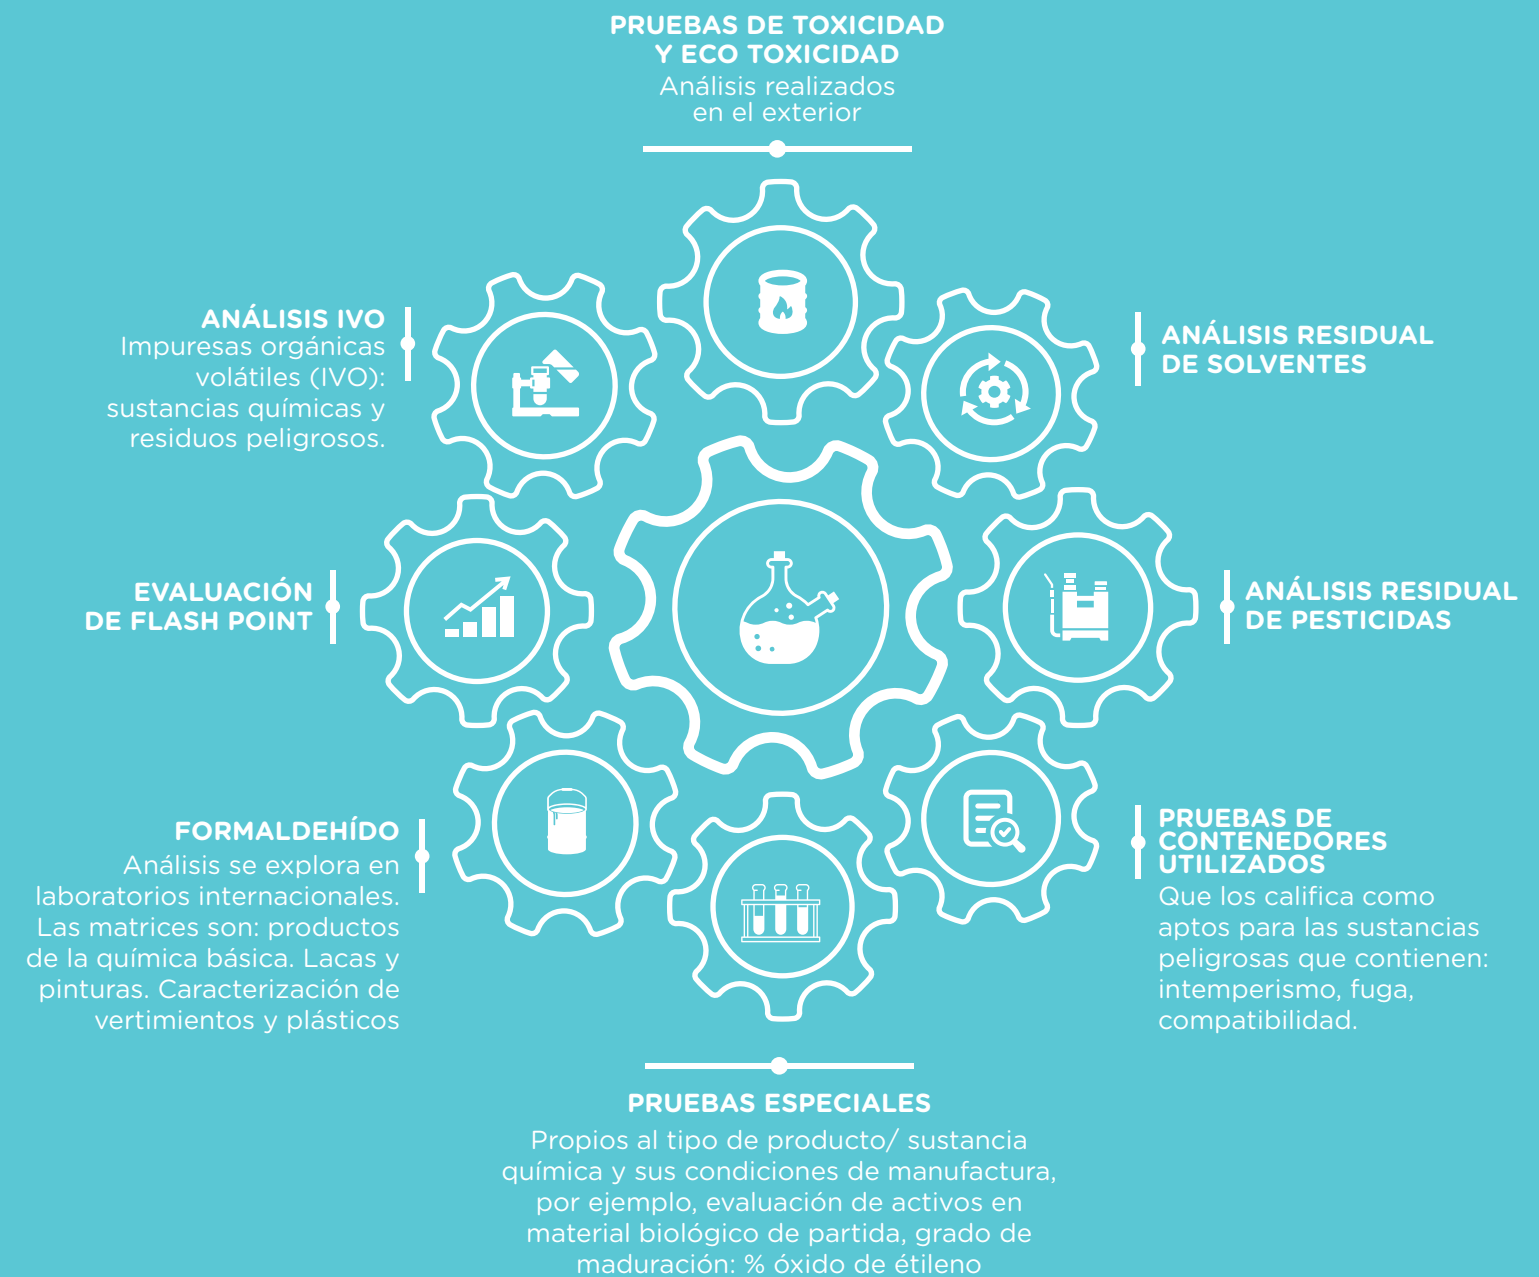 PRUEBAS DE TOXICIDAD
Y ECO TOXICIDAD
Análisis realizados
en el exterior
ANÁLISIS IVO
Impuresas orgánicas
volátiles (IVO):
sustancias químicas y
residuos peligrosos.
ANÁLISIS RESIDUAL
DE SOLVENTES
EVALUACIÓN
DE FLASH POINT
ANÁLISIS RESIDUAL
DE PESTICIDAS
FORMALDEHÍDO
Análisis se explora en
laboratorios internacionales.
Las matrices son: productos
de la química básica. Lacas y
pinturas. Caracterización de
vertimientos y plásticos
PRUEBAS DE
CONTENEDORES
UTILIZADOS
Que los califica como
aptos para las sustancias
peligrosas que contienen:
intemperismo, fuga,
compatibilidad.
PRUEBAS ESPECIALES
Propios al tipo de producto/ sustancia
química y sus condiciones de manufactura,
por ejemplo, evaluación de activos en
material biológico de partida, grado de
maduración: % óxido de étileno